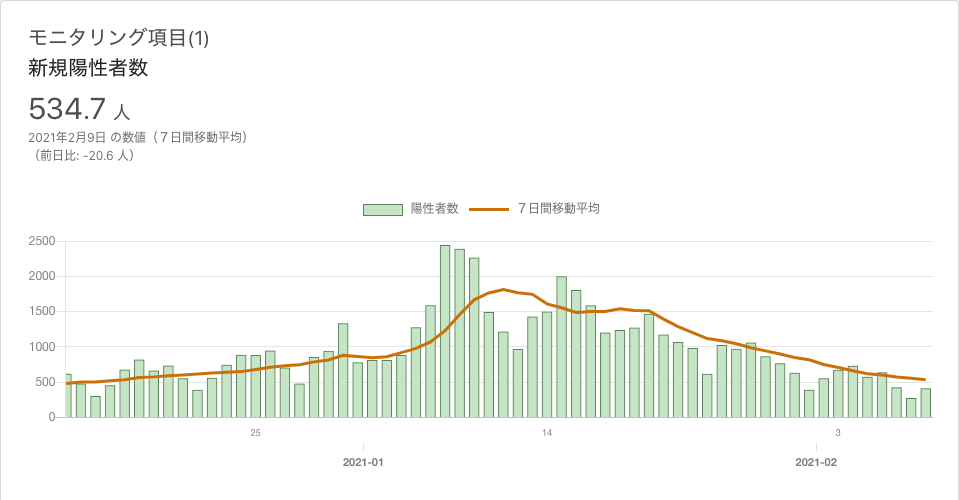 モニタリング項目(1)
新規陽性者数
534.7 人
2021年2月9日 の数値（７日間移動平均）
（前日比: -20.6 人）
陽性者数 ７日間移動平均
2500
2000
1500
1000
500
0
25 14 3
2021-01 2021-02